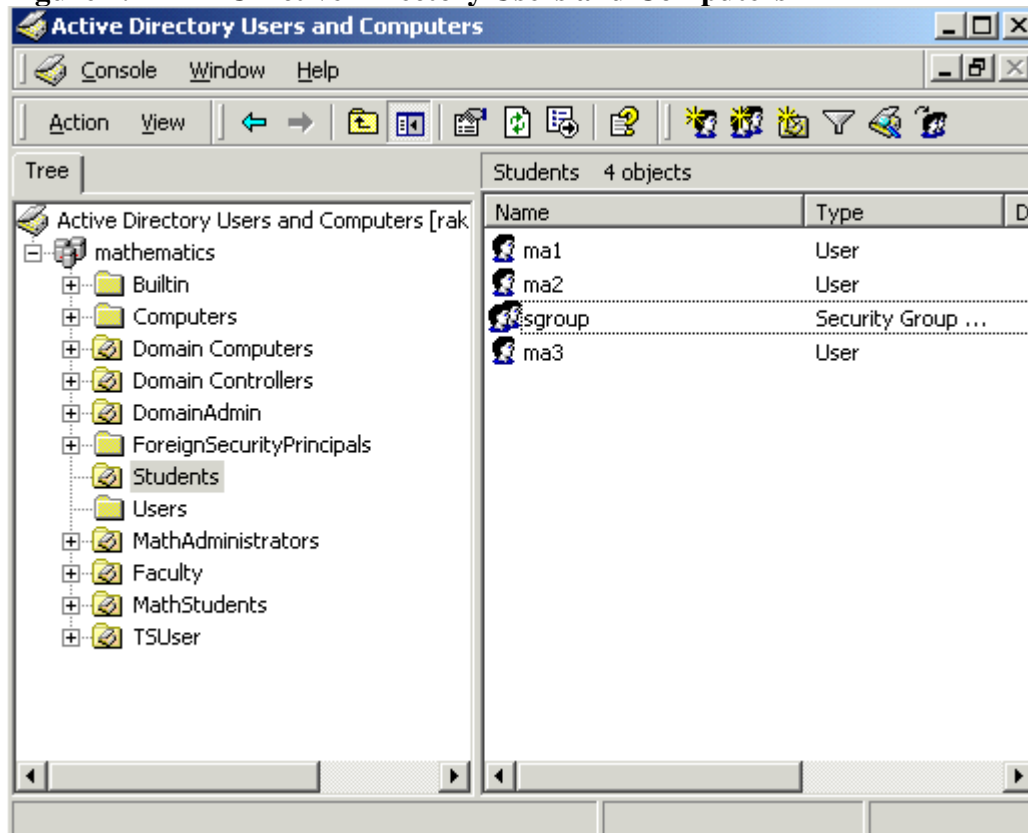 Active Directory Users and Computers
Console Window Help
Action View
Tree
Students 4 objects
Active Directory Users and Computers [rak
mathematics
Builtin
Computers
Domain Computers
Domain Controllers
DomainAdmin
ForeignSecurityPrincipals
Students
Users
MathAdministrators
Faculty
MathStudents
TSUser
Name Type D
ma1 User
ma2 User
sgroup Security Group ...
ma3 User